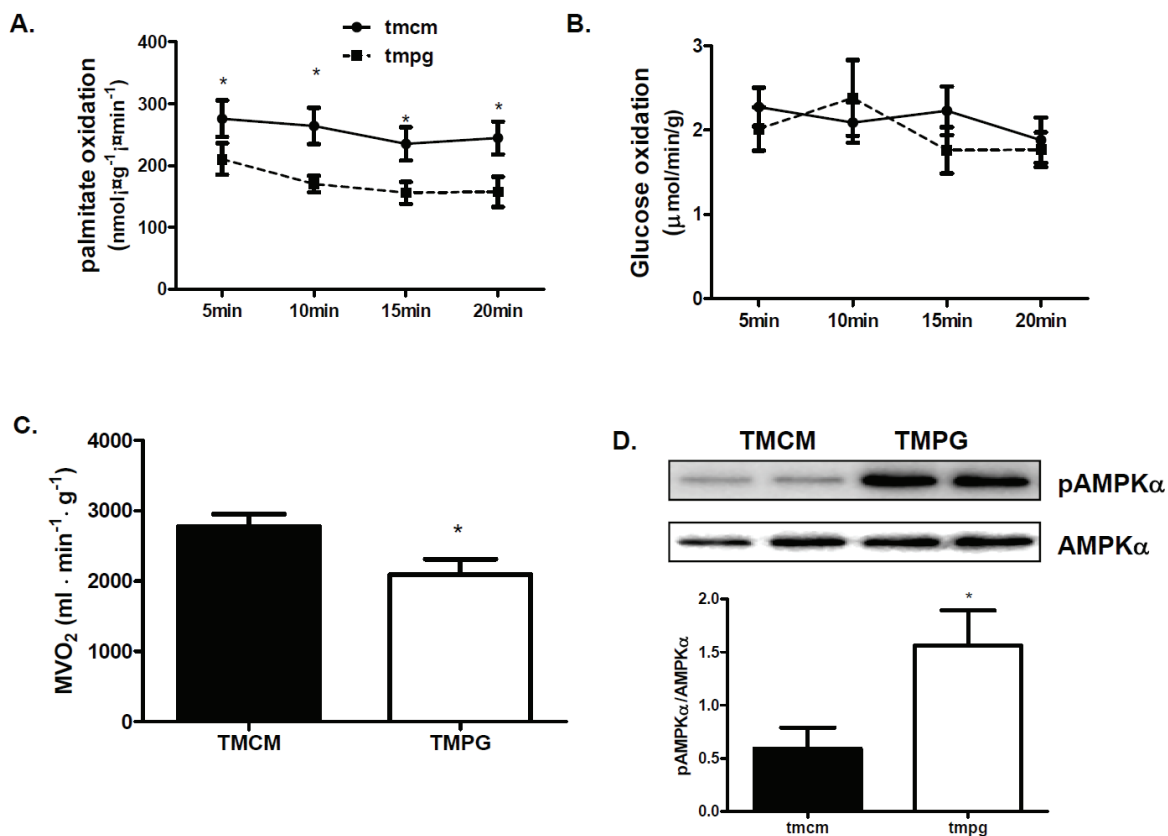 A.
tmcm
tmpg
palmitate oxidation
(nmol¡¤g⁻¹¡¤min⁻¹)
400
300
200
100
0
* * * *
5min 10min 15min 20min
B.
Glucose oxidation
(μmol/min/g)
3
2
1
0
5min 10min 15min 20min
C.
MVO₂ (ml · min⁻¹· g⁻¹)
4000
3000
2000
1000
0
*
TMCM TMPG
D.
TMCM TMPG
pAMPKα
AMPKα
pAMPKα/AMPKα
2.0
1.5
1.0
0.5
0.0
*
tmcm tmpg